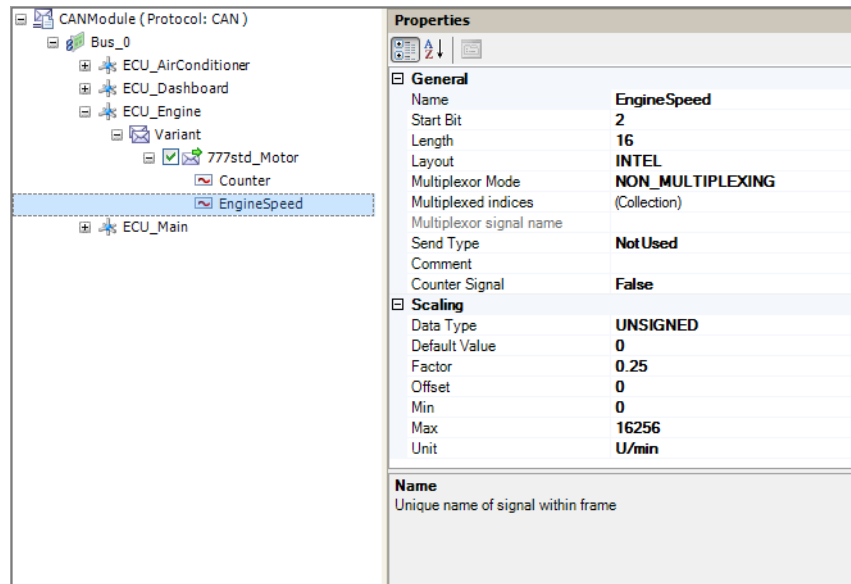 CANModule ( Protocol: CAN )
Bus_0
ECU_AirConditioner
ECU_Dashboard
ECU_Engine
Variant
777std_Motor
Counter
EngineSpeed
ECU_Main
Properties
General
Name EngineSpeed
Start Bit 2
Length 16
Layout INTEL
Multiplexor Mode NON_MULTIPLEXING
Multiplexed indices (Collection)
Multiplexor signal name
Send Type NotUsed
Comment
Counter Signal False
Scaling
Data Type UNSIGNED
Default Value 0
Factor 0.25
Offset 0
Min 0
Max 16256
Unit U/min
Name
Unique name of signal within frame